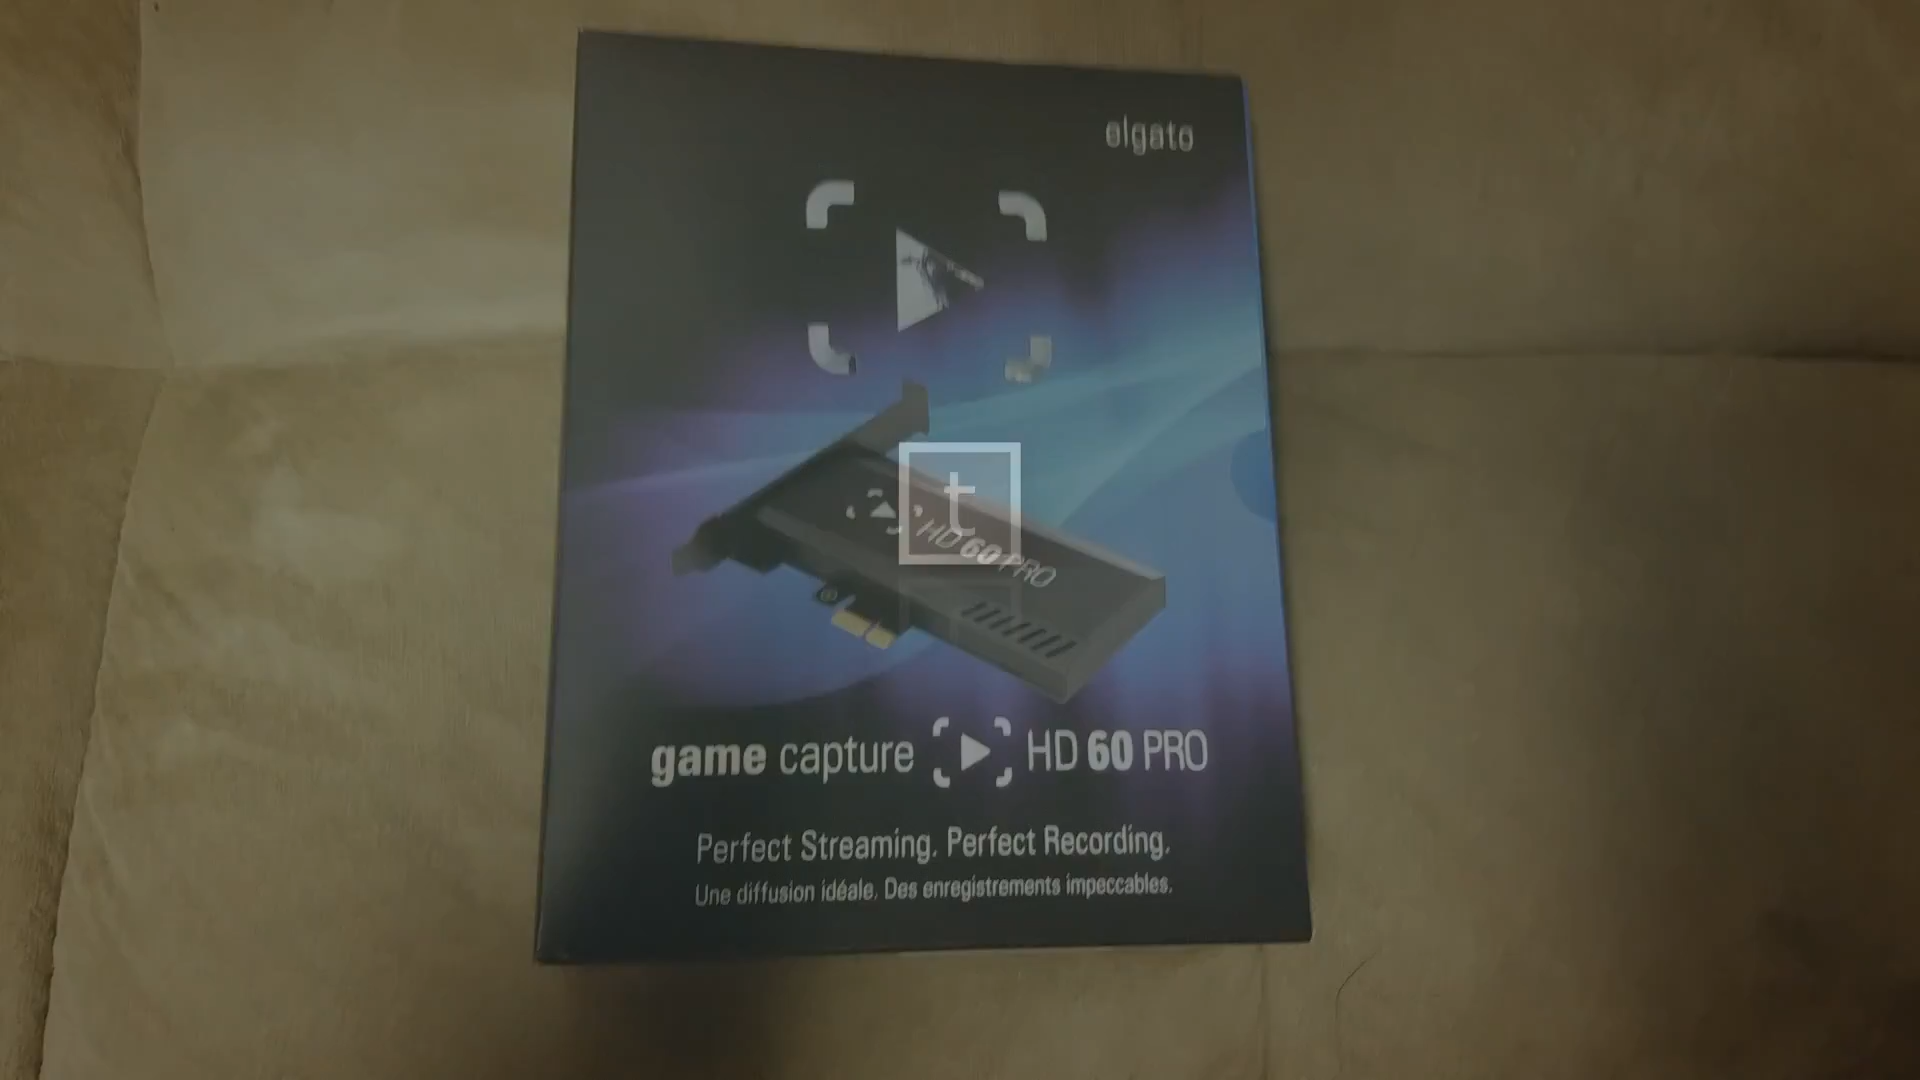 elgato
t
HD 60 PRO
game capture HD 60 PRO
Perfect Streaming. Perfect Recording.
Une diffusion idéale. Des enregistrements impeccables.